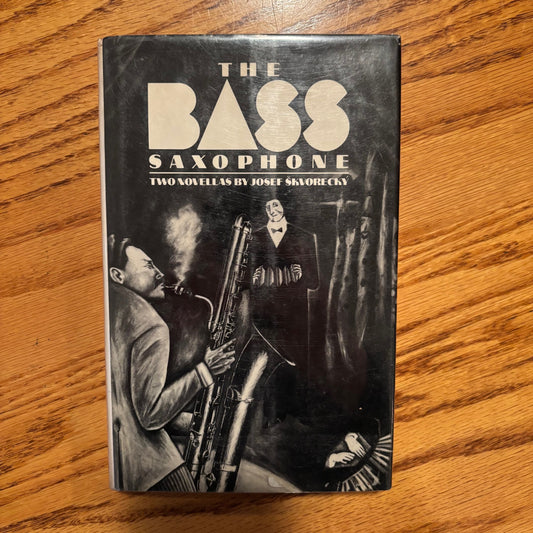 THE
BASS
SAXOPHONE
TWO NOVELLAS BY JOSEF ŠKVORECKÝ